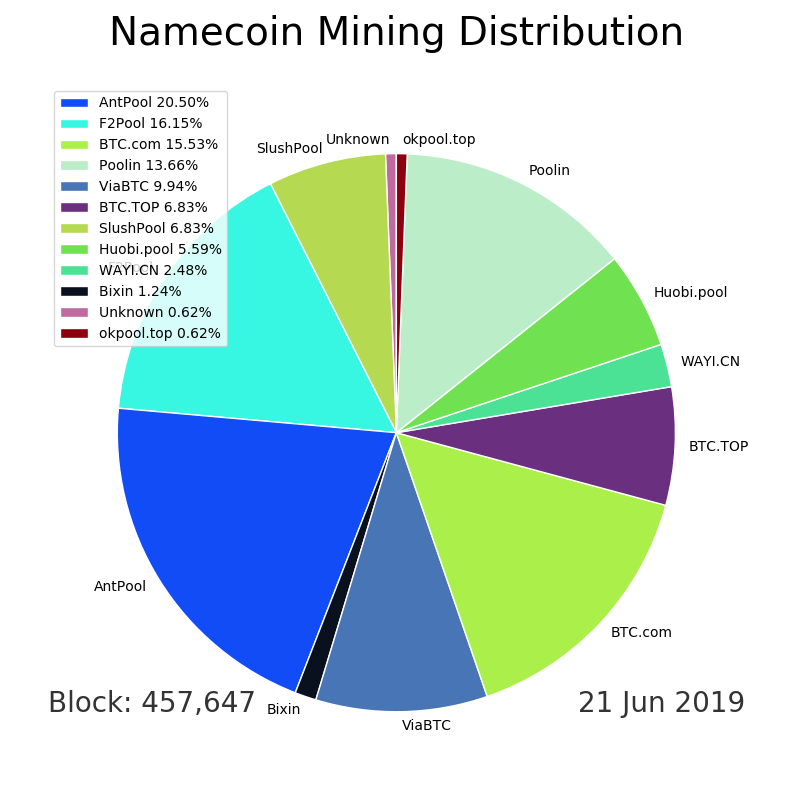 Namecoin Mining Distribution
AntPool 20.50%
F2Pool 16.15%
BTC.com 15.53%
Poolin 13.66%
ViaBTC 9.94%
BTC.TOP 6.83%
SlushPool 6.83%
Huobi.pool 5.59%
WAYI.CN 2.48%
Bixin 1.24%
Unknown 0.62%
okpool.top 0.62%
SlushPool
Unknown
okpool.top
Poolin
Huobi.pool
WAYI.CN
BTC.TOP
BTC.com
ViaBTC
Bixin
AntPool
F2Pool
Block: 457,647
21 Jun 2019